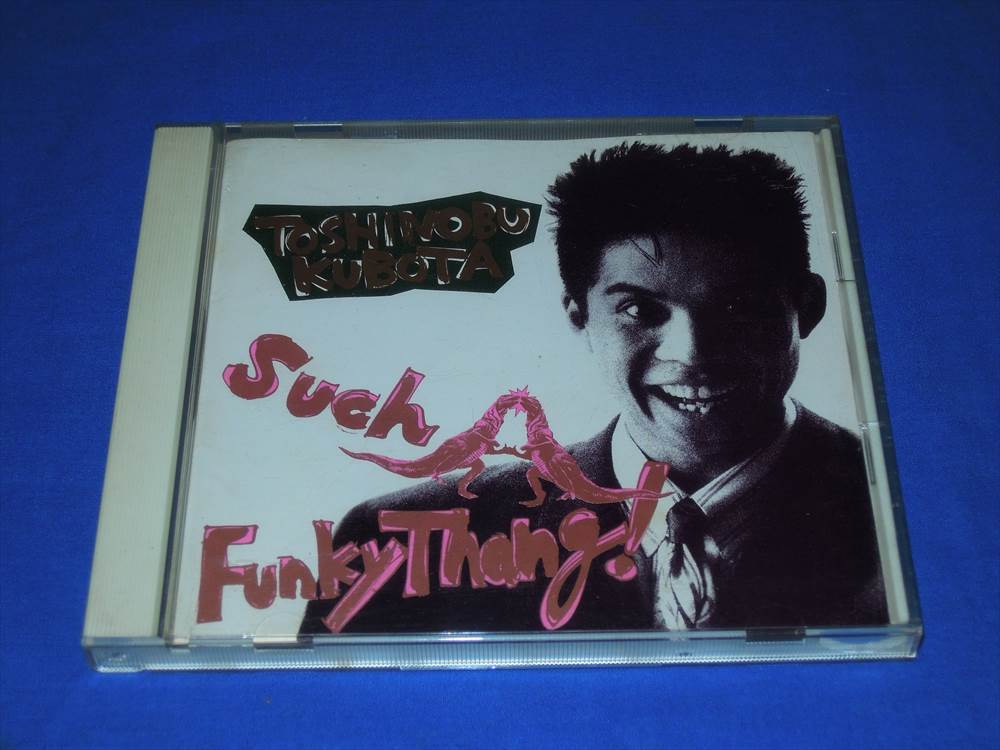 TOSHINOBU
KUBOTA
Such
Funky Thang!